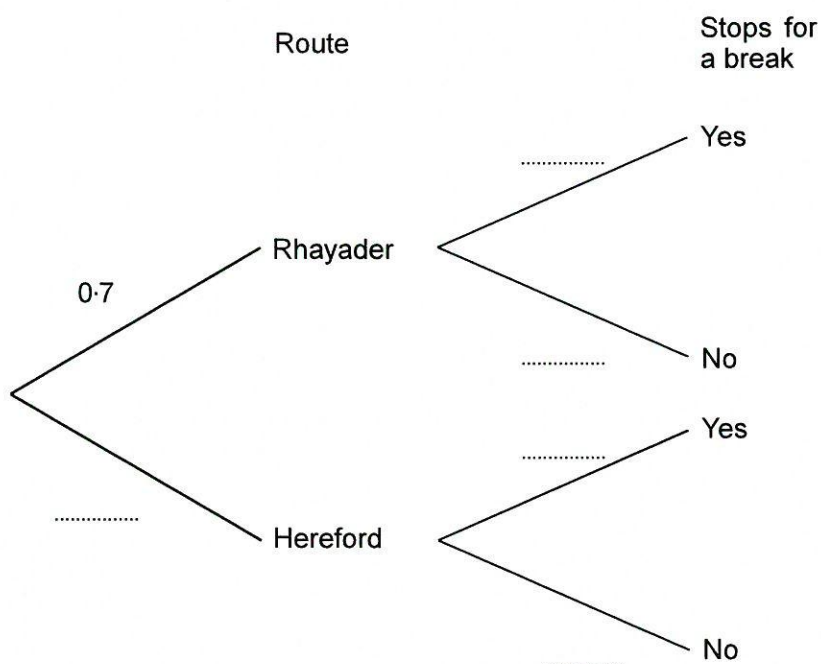 Route
Stops for
a break
Yes
...............
Rhayader
0·7
...............
No
Yes
...............
...............
Hereford
No